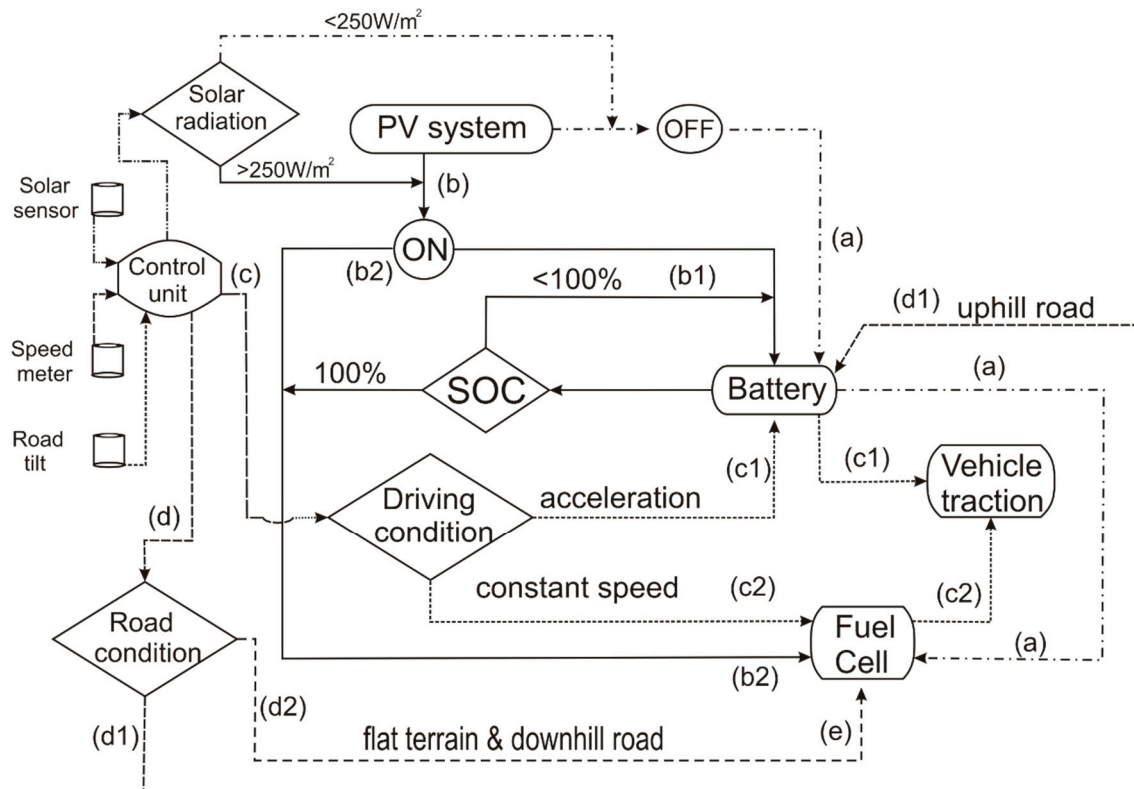 <250W/m²
Solar
radiation
PV system
OFF
>250W/m²
(b)
Solar
sensor
ON
(a)
(b2)
(b1)
<100%
Control
unit
(c)
(d1)
uphill road
Speed
meter
100%
SOC
Battery
(a)
Road
tilt
(c1)
(c1)
Vehicle
traction
Driving
condition
acceleration
(d)
constant speed
(c2)
(c2)
Road
condition
Fuel
Cell
(a)
(b2)
(d2)
(d1)
flat terrain & downhill road
(e)